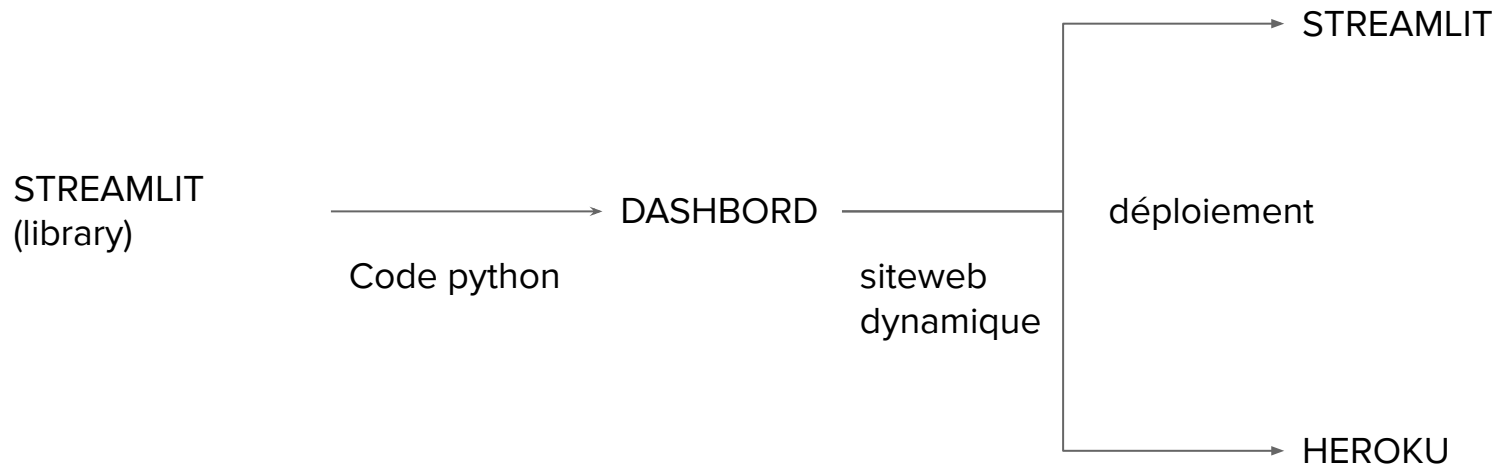 STREAMLIT
(library)
Code python
DASHBORD
siteweb
dynamique
déploiement
STREAMLIT
HEROKU